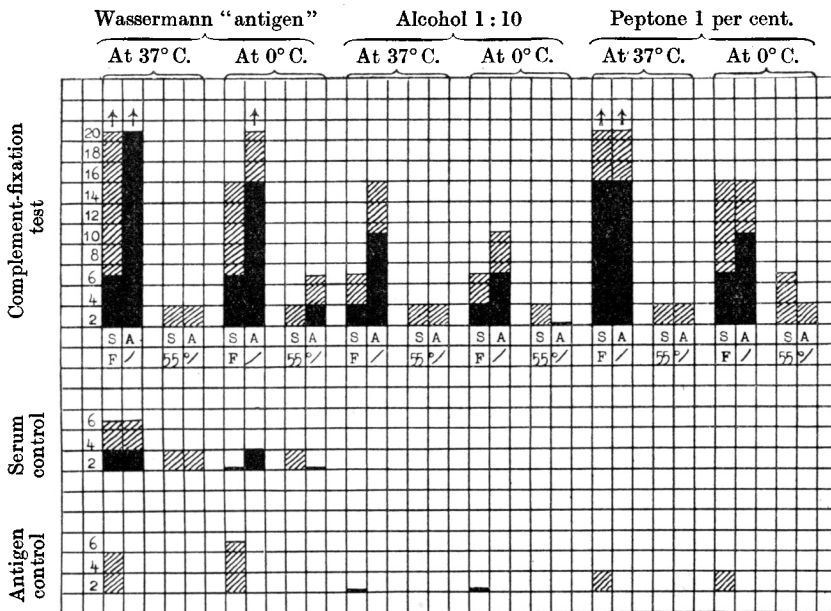 Wassermann “antigen” Alcohol 1 : 10 Peptone 1 per cent.
At 37° C. At 0° C. At 37° C. At 0° C. At 37° C. At 0° C.
Complement-fixation
test
20
18
16
14
12
10
8
6
4
2
S A S A S A S A S A S A S A S A S A S A S A S A
F 55° F 55° F 55° F 55° F 55° F 55°
Serum
control
6
4
2
Antigen
control
6
4
2